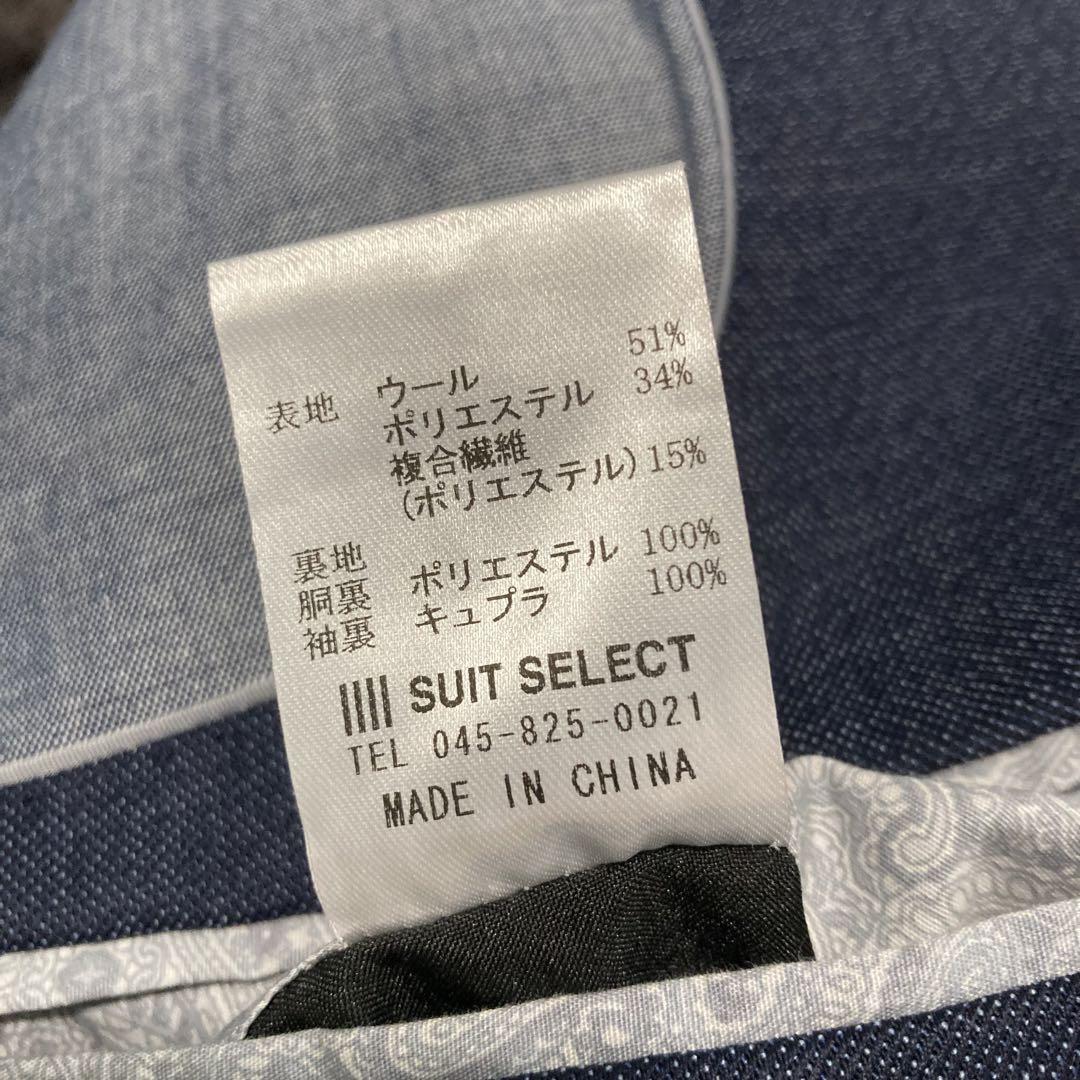 表地 ウール 51%
ポリエステル 34%
複合繊維
(ポリエステル) 15%
裏地
胴裏 ポリエステル 100%
袖裏 キュプラ 100%
SUIT SELECT
TEL 045-825-0021
MADE IN CHINA